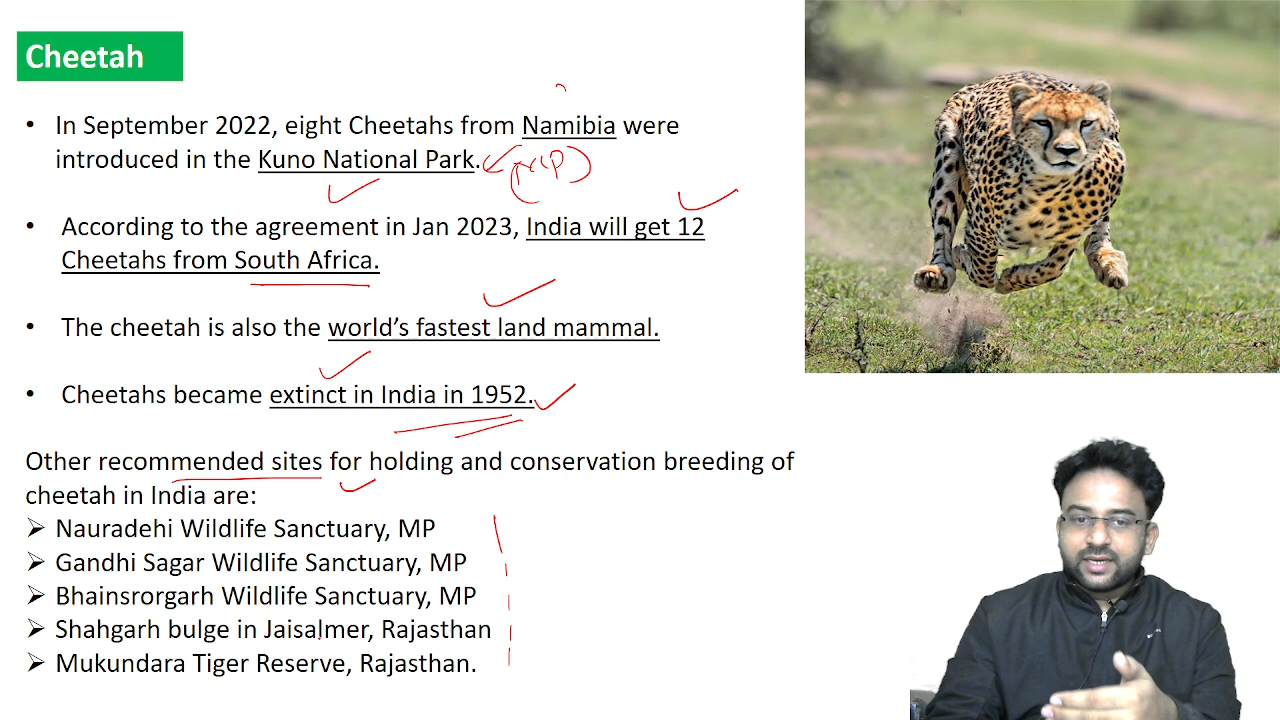 Cheetah
• In September 2022, eight Cheetahs from Namibia were
introduced in the Kuno National Park.
• According to the agreement in Jan 2023, India will get 12
Cheetahs from South Africa.
• The cheetah is also the world’s fastest land mammal.
• Cheetahs became extinct in India in 1952.
Other recommended sites for holding and conservation breeding of
cheetah in India are:
➢ Nauradehi Wildlife Sanctuary, MP
➢ Gandhi Sagar Wildlife Sanctuary, MP
➢ Bhainsrorgarh Wildlife Sanctuary, MP
➢ Shahgarh bulge in Jaisalmer, Rajasthan
➢ Mukundara Tiger Reserve, Rajasthan.